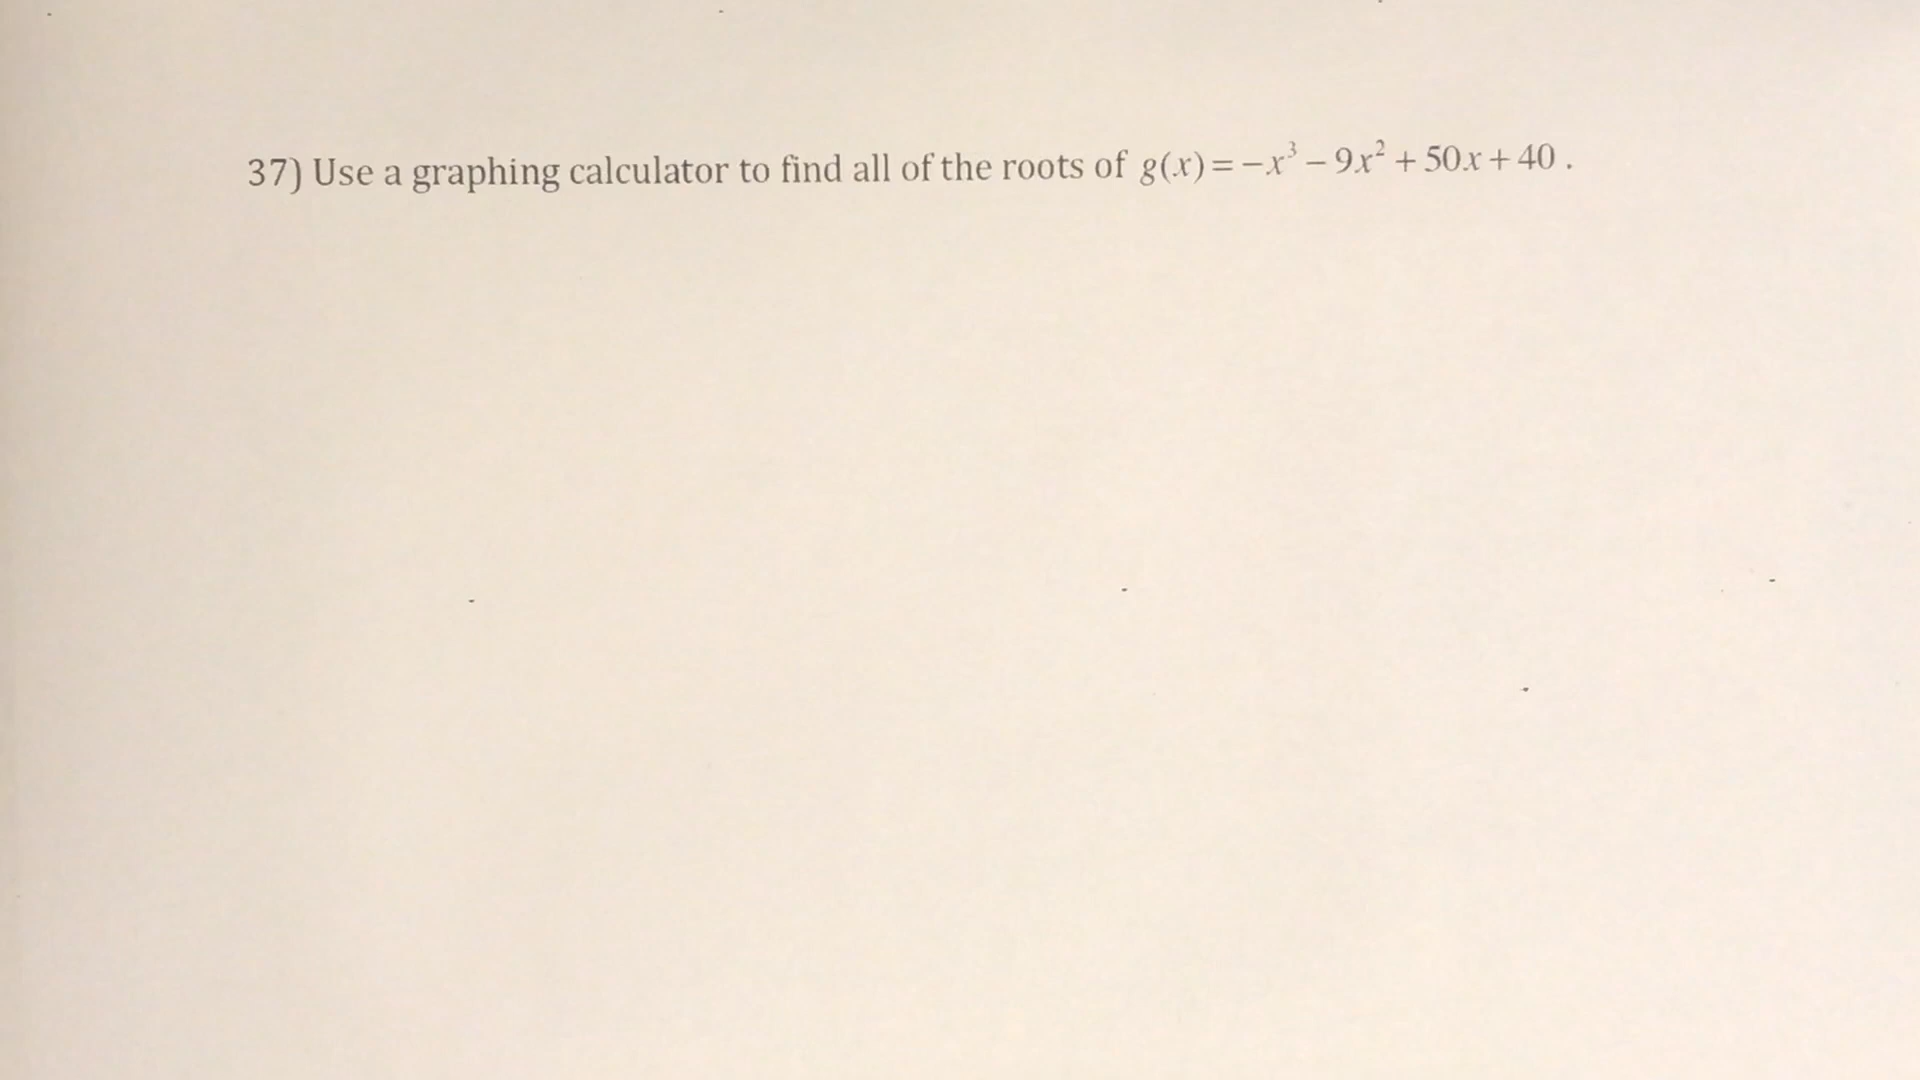 37) Use a graphing calculator to find all of the roots of g(x)=−x³−9x²+50x+40.